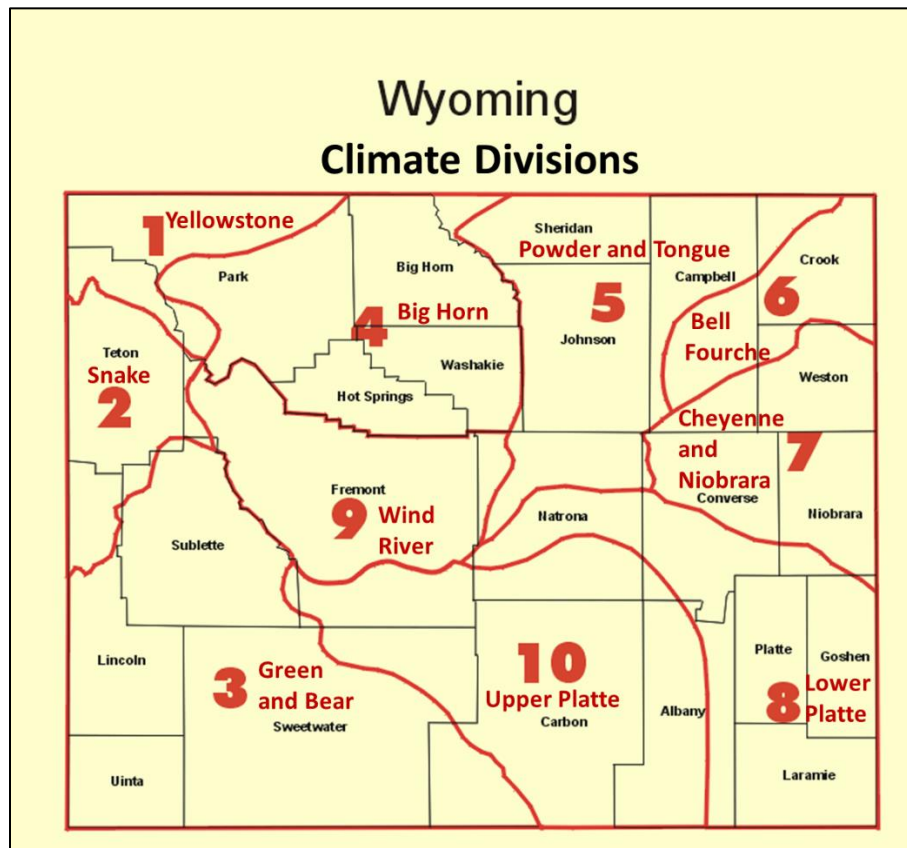 Wyoming
Climate Divisions
1
Yellowstone
Sheridan
Powder and Tongue
Park
Big Horn
Campbell
Crook
4
Big Horn
5
6
Johnson
Bell
Fourche
Teton
Snake
2
Washakie
Hot Springs
Weston
Cheyenne
and
Niobrara
7
Converse
Niobrara
Fremont
9
Wind
River
Natrona
Sublette
Lincoln
3
Green
and Bear
Sweetwater
10
Upper Platte
Carbon
Albany
Platte
Goshen
8
Lower
Platte
Uinta
Laramie